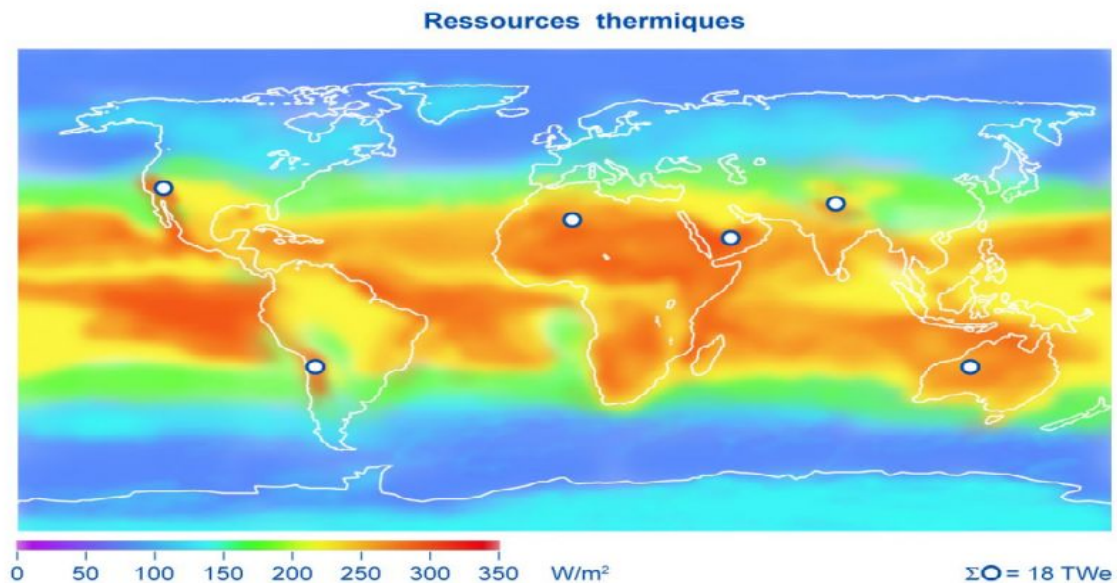 Ressources thermiques
0 50 100 150 200 250 300 350 W/m²
ΣO = 18 TWe